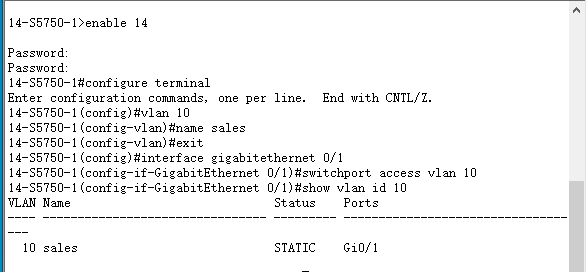 14-S5750-1>enable 14
Password:
Password:
14-S5750-1#configure terminal
Enter configuration commands, one per line.  End with CNTL/Z.
14-S5750-1(config)#vlan 10
14-S5750-1(config-vlan)#name sales
14-S5750-1(config-vlan)#exit
14-S5750-1(config)#interface gigabitethernet 0/1
14-S5750-1(config-if-GigabitEthernet 0/1)#switchport access vlan 10
14-S5750-1(config-if-GigabitEthernet 0/1)#show vlan id 10
VLAN Name                             Status    Ports
---- -------------------------------- --------- --------------------------------
---
  10 sales                            STATIC    Gi0/1